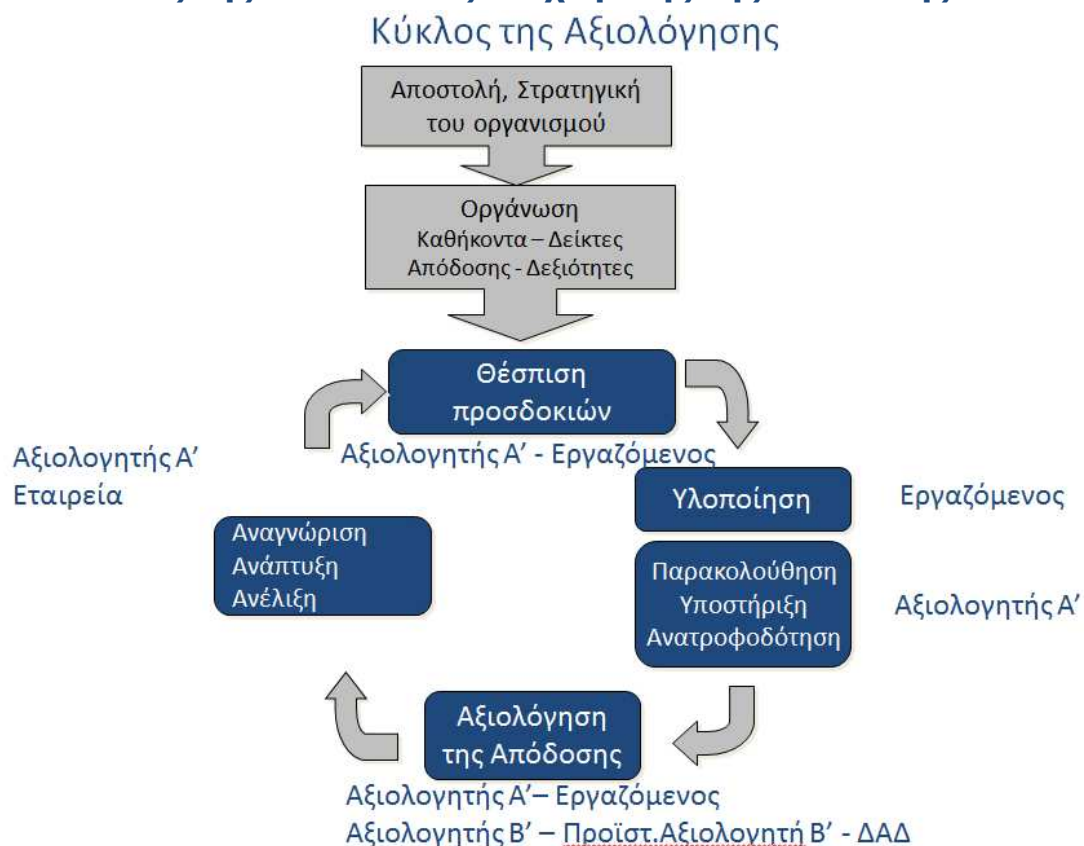 Κύκλος της Αξιολόγησης
Αποστολή, Στρατηγική
του οργανισμού
Οργάνωση
Καθήκοντα – Δείκτες
Απόδοσης - Δεξιότητες
Θέσπιση
προσδοκιών
Αξιολογητής Α’ - Εργαζόμενος
Αξιολογητής Α’
Εταιρεία
Υλοποίηση
Εργαζόμενος
Αναγνώριση
Ανάπτυξη
Ανέλιξη
Παρακολούθηση
Υποστήριξη
Ανατροφοδότηση
Αξιολογητής Α’
Αξιολόγηση
της Απόδοσης
Αξιολογητής Α’– Εργαζόμενος
Αξιολογητής Β’ – Προϊστ.Αξιολογητή Β’ - ΔΑΔ